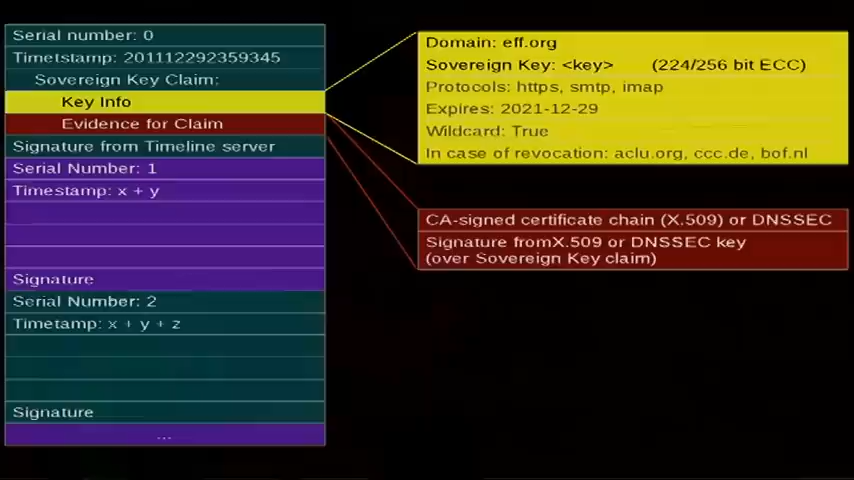 Serial number: 0
Timetstamp: 201112292359345
Sovereign Key Claim:
Key Info
Evidence for Claim
Signature from Timeline server
Serial Number: 1
Timestamp: x + y
Signature
Serial Number: 2
Timetamp: x + y + z
Signature
...
Domain: eff.org
Sovereign Key: <key> (224/256 bit ECC)
Protocols: https, smtp, imap
Expires: 2021-12-29
Wildcard: True
In case of revocation: aclu.org, ccc.de, bof.nl
CA-signed certificate chain (X.509) or DNSSEC
Signature fromX.509 or DNSSEC key
(over Sovereign Key claim)